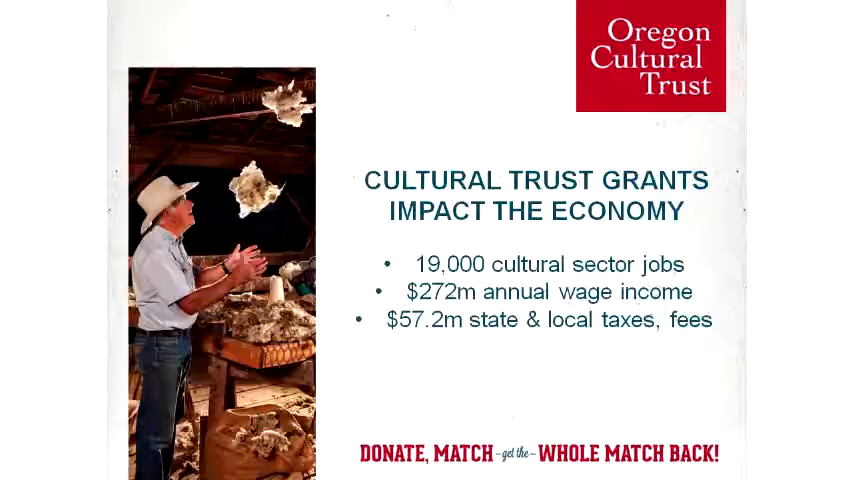 Oregon
Cultural
Trust
CULTURAL TRUST GRANTS
IMPACT THE ECONOMY
• 19,000 cultural sector jobs
• $272m annual wage income
• $57.2m state & local taxes, fees
DONATE, MATCH -get the- WHOLE MATCH BACK!